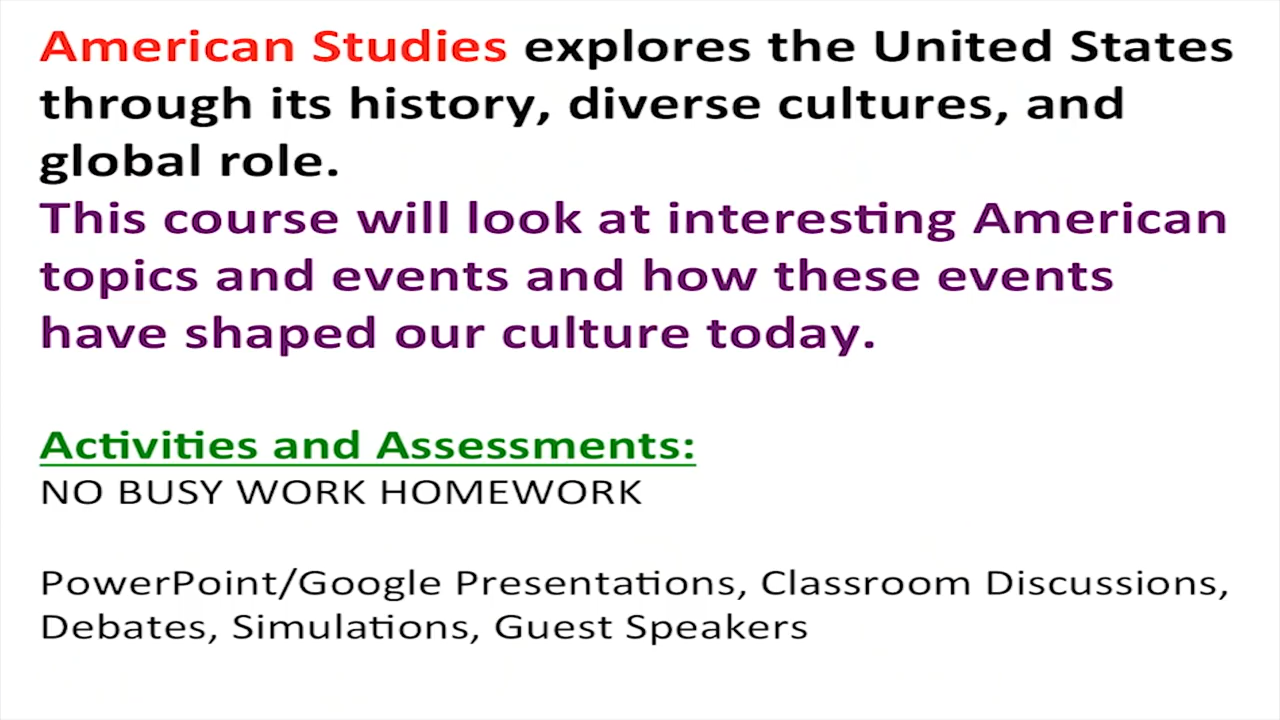 American Studies explores the United States
through its history, diverse cultures, and
global role.
This course will look at interesting American
topics and events and how these events
have shaped our culture today.
Activities and Assessments:
NO BUSY WORK HOMEWORK
PowerPoint/Google Presentations, Classroom Discussions,
Debates, Simulations, Guest Speakers